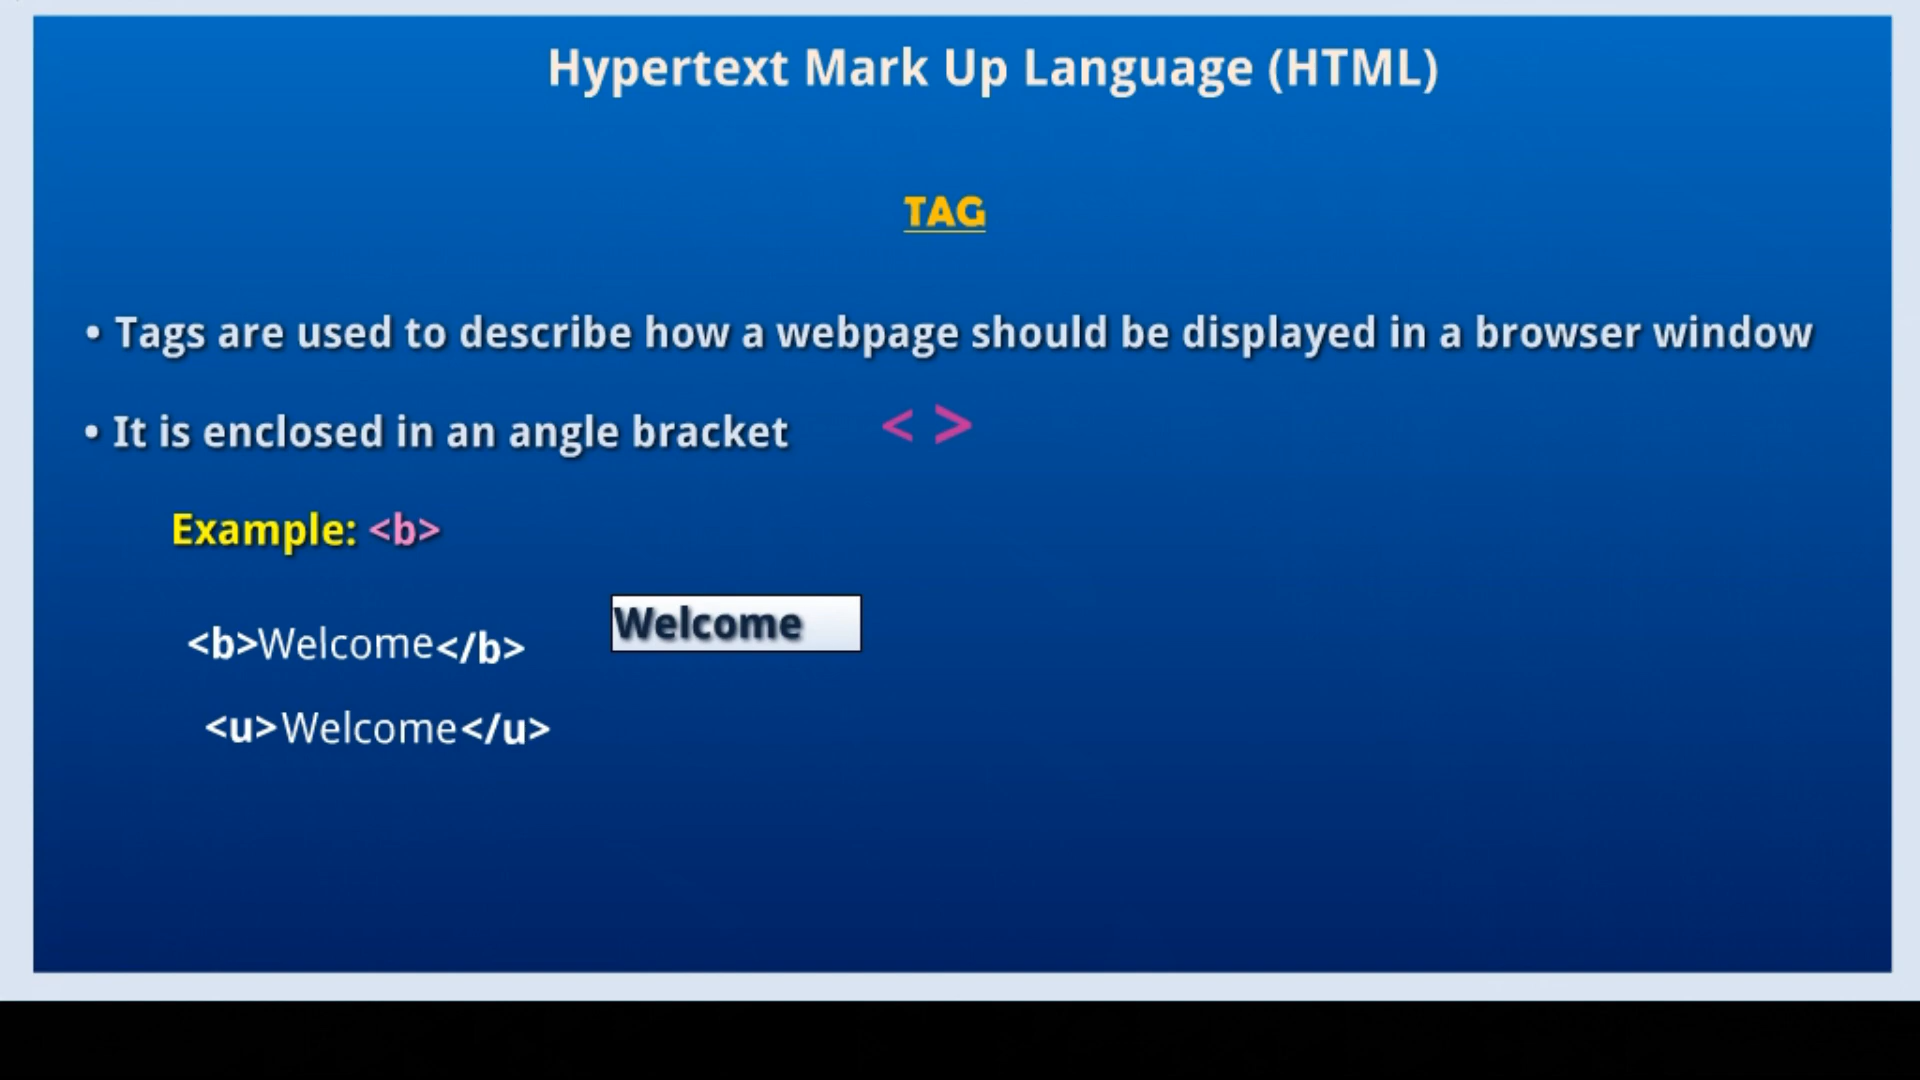 Hypertext Mark Up Language (HTML)
TAG
• Tags are used to describe how a webpage should be displayed in a browser window
• It is enclosed in an angle bracket < >
Example: <b>
<b>Welcome</b> Welcome
<u>Welcome</u>